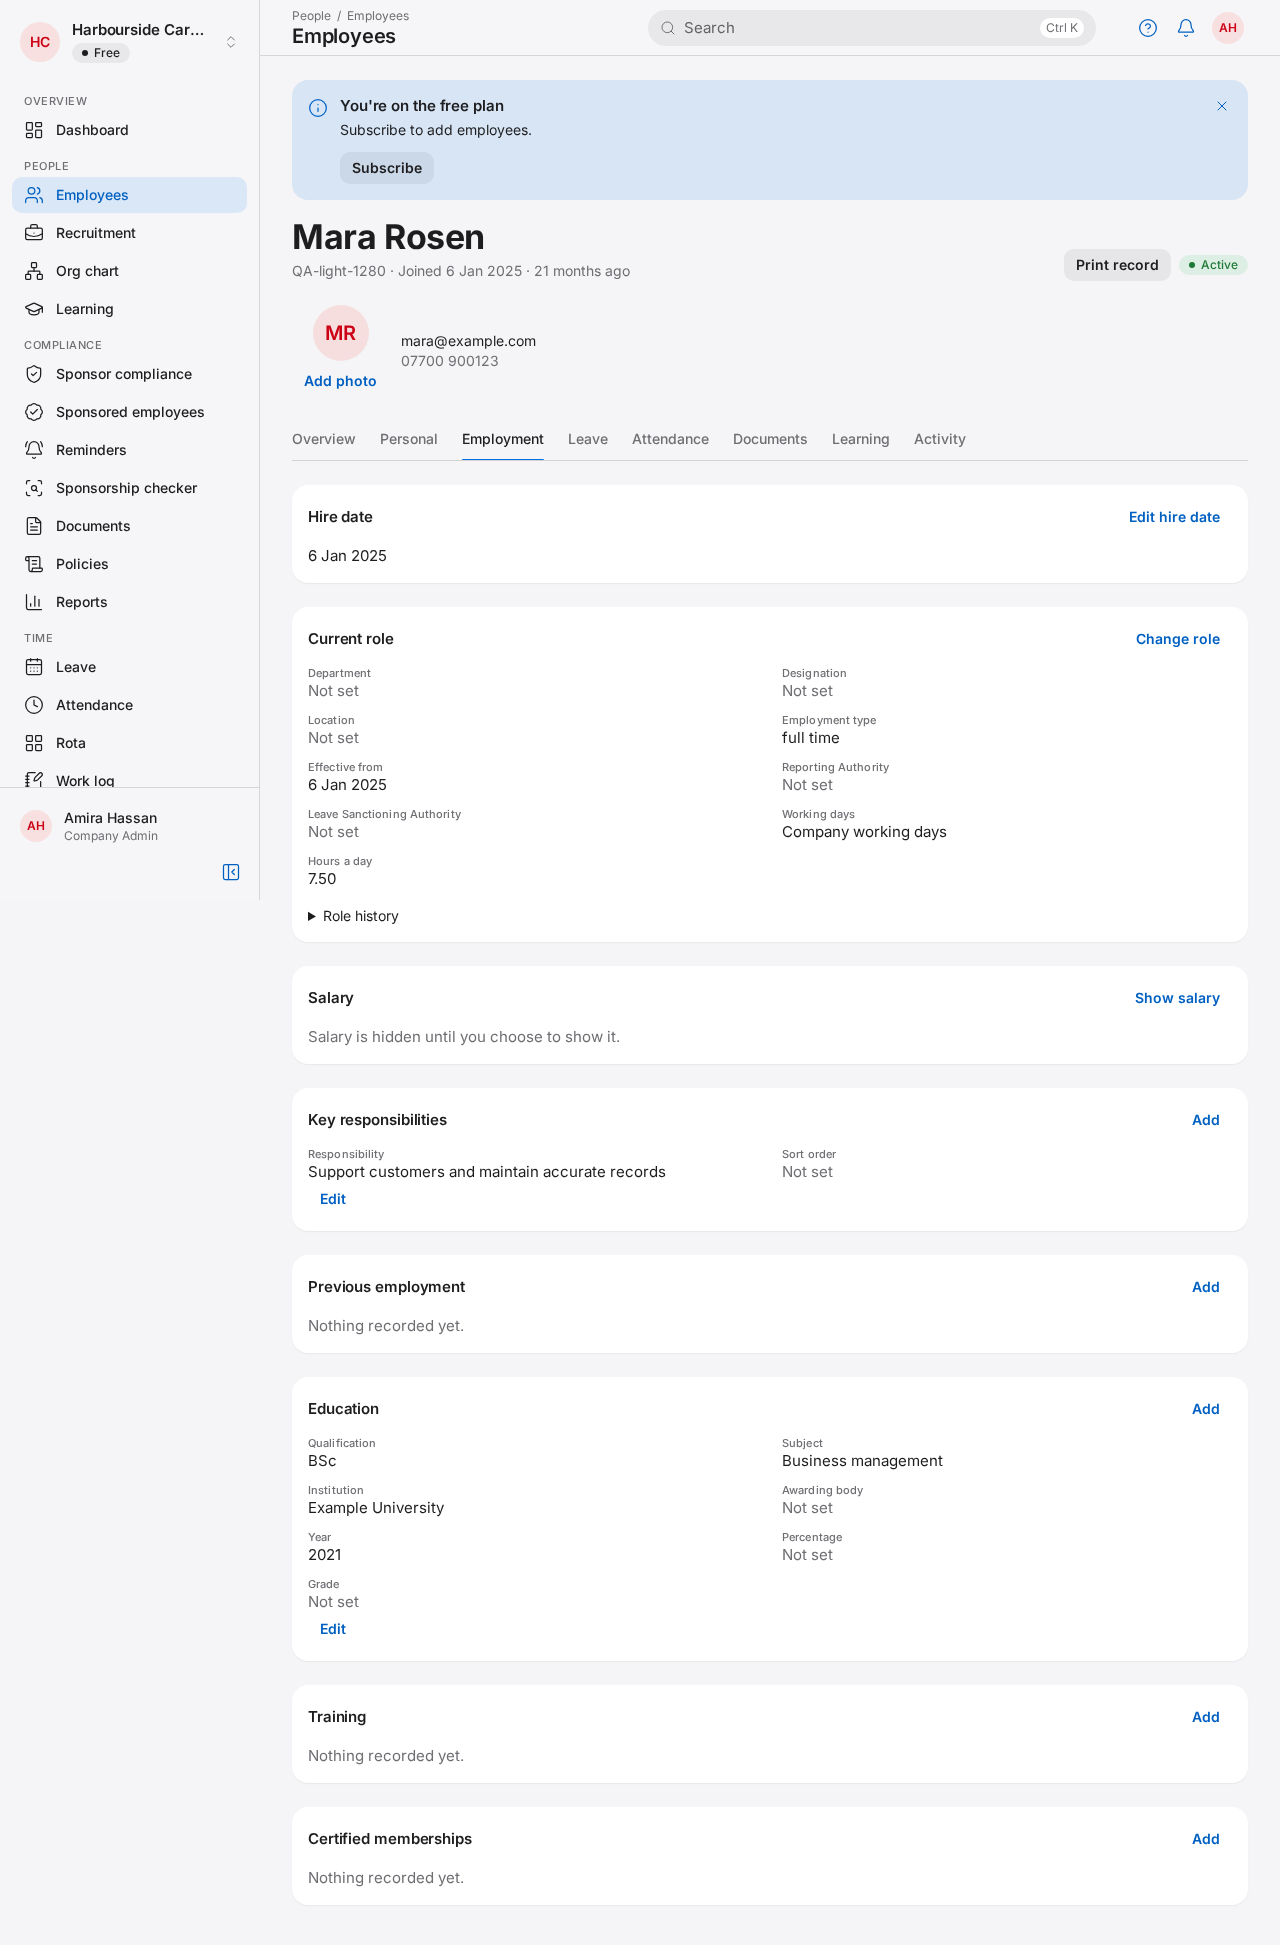 HC
Harbourside Car...
Free
OVERVIEW
Dashboard
PEOPLE
Employees
Recruitment
Org chart
Learning
COMPLIANCE
Sponsor compliance
Sponsored employees
Reminders
Sponsorship checker
Documents
Policies
Reports
TIME
Leave
Attendance
Rota
Work log
AH
Amira Hassan
Company Admin
People / Employees
Employees
Search
Ctrl K
AH
You're on the free plan
Subscribe to add employees.
Subscribe
Mara Rosen
QA-light-1280 · Joined 6 Jan 2025 · 21 months ago
Print record
Active
MR
Add photo
mara@example.com
07700 900123
Overview Personal Employment Leave Attendance Documents Learning Activity
Hire date
Edit hire date
6 Jan 2025
Current role
Change role
Department
Not set
Designation
Not set
Location
Not set
Employment type
full time
Effective from
6 Jan 2025
Reporting Authority
Not set
Leave Sanctioning Authority
Not set
Working days
Company working days
Hours a day
7.50
Role history
Salary
Show salary
Salary is hidden until you choose to show it.
Key responsibilities
Add
Responsibility
Support customers and maintain accurate records
Sort order
Not set
Edit
Previous employment
Add
Nothing recorded yet.
Education
Add
Qualification
BSc
Subject
Business management
Institution
Example University
Awarding body
Not set
Year
2021
Percentage
Not set
Grade
Not set
Edit
Training
Add
Nothing recorded yet.
Certified memberships
Add
Nothing recorded yet.